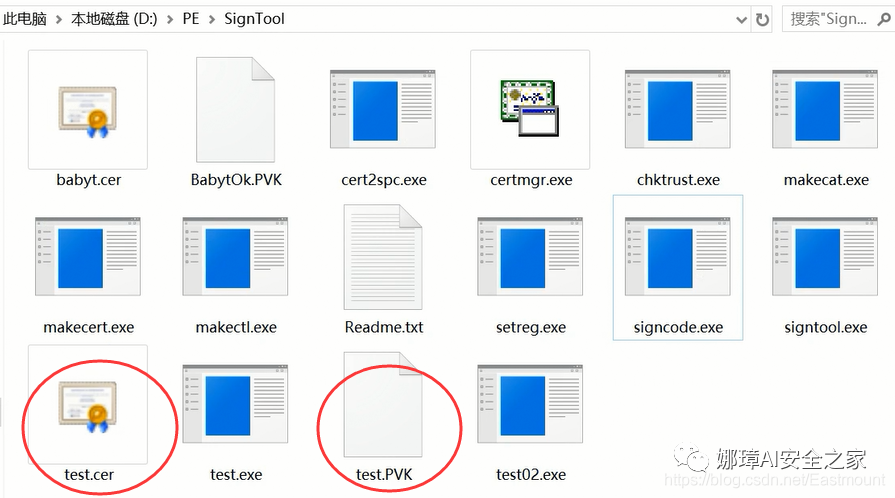 此电脑 > 本地磁盘 (D:) > PE > SignTool
搜索"Sign...
babyt.cer BabytOk.PVK cert2spc.exe certmgr.exe chktrust.exe makecat.exe
makecert.exe makectl.exe Readme.txt setreg.exe signcode.exe signtool.exe
test.cer test.exe test.PVK test02.exe
娜璋AI安全之家
https://blog.csdn.net/Eastmount